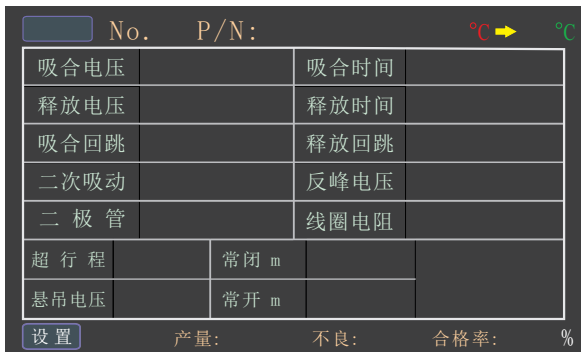 No. P/N: °C ➡ °C
吸合电压 吸合时间
释放电压 释放时间
吸合回跳 释放回跳
二次吸动 反峰电压
二 极 管 线圈电阻
超 行 程 常闭 m
悬吊电压 常开 m
设置 产量: 不良: 合格率: %